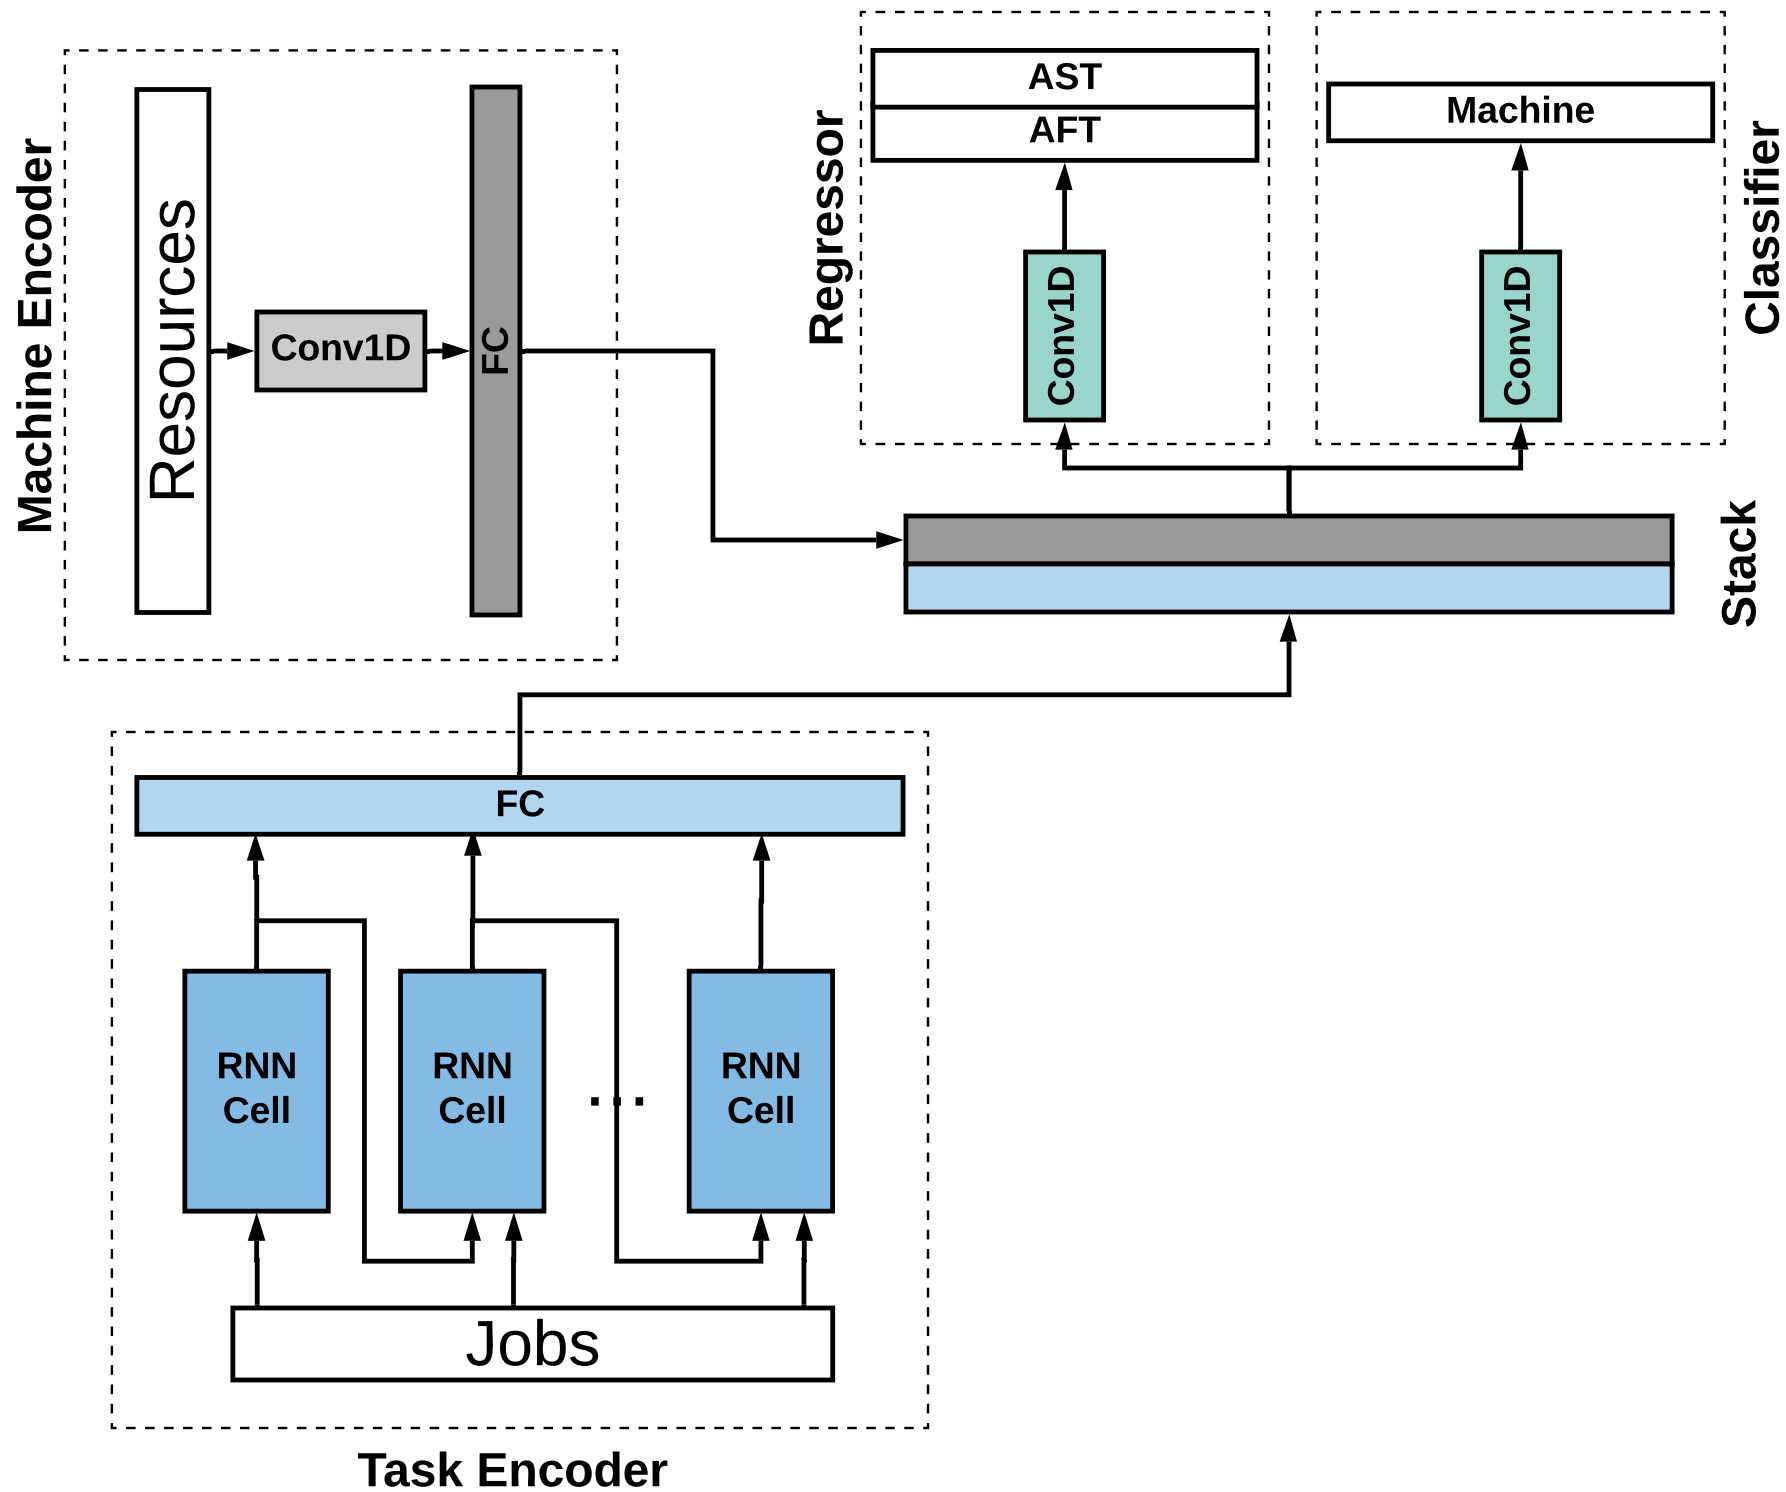 Machine Encoder
Resources
Conv1D
FC
Regressor
AST
AFT
Conv1D
Machine
Conv1D
Classifier
Stack
FC
RNN
Cell
RNN
Cell
...
RNN
Cell
Jobs
Task Encoder